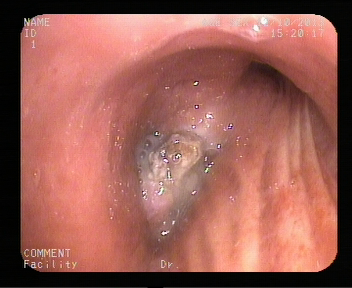 NAME
ID
15:20:17
1
COMMENT
Facility Dr.